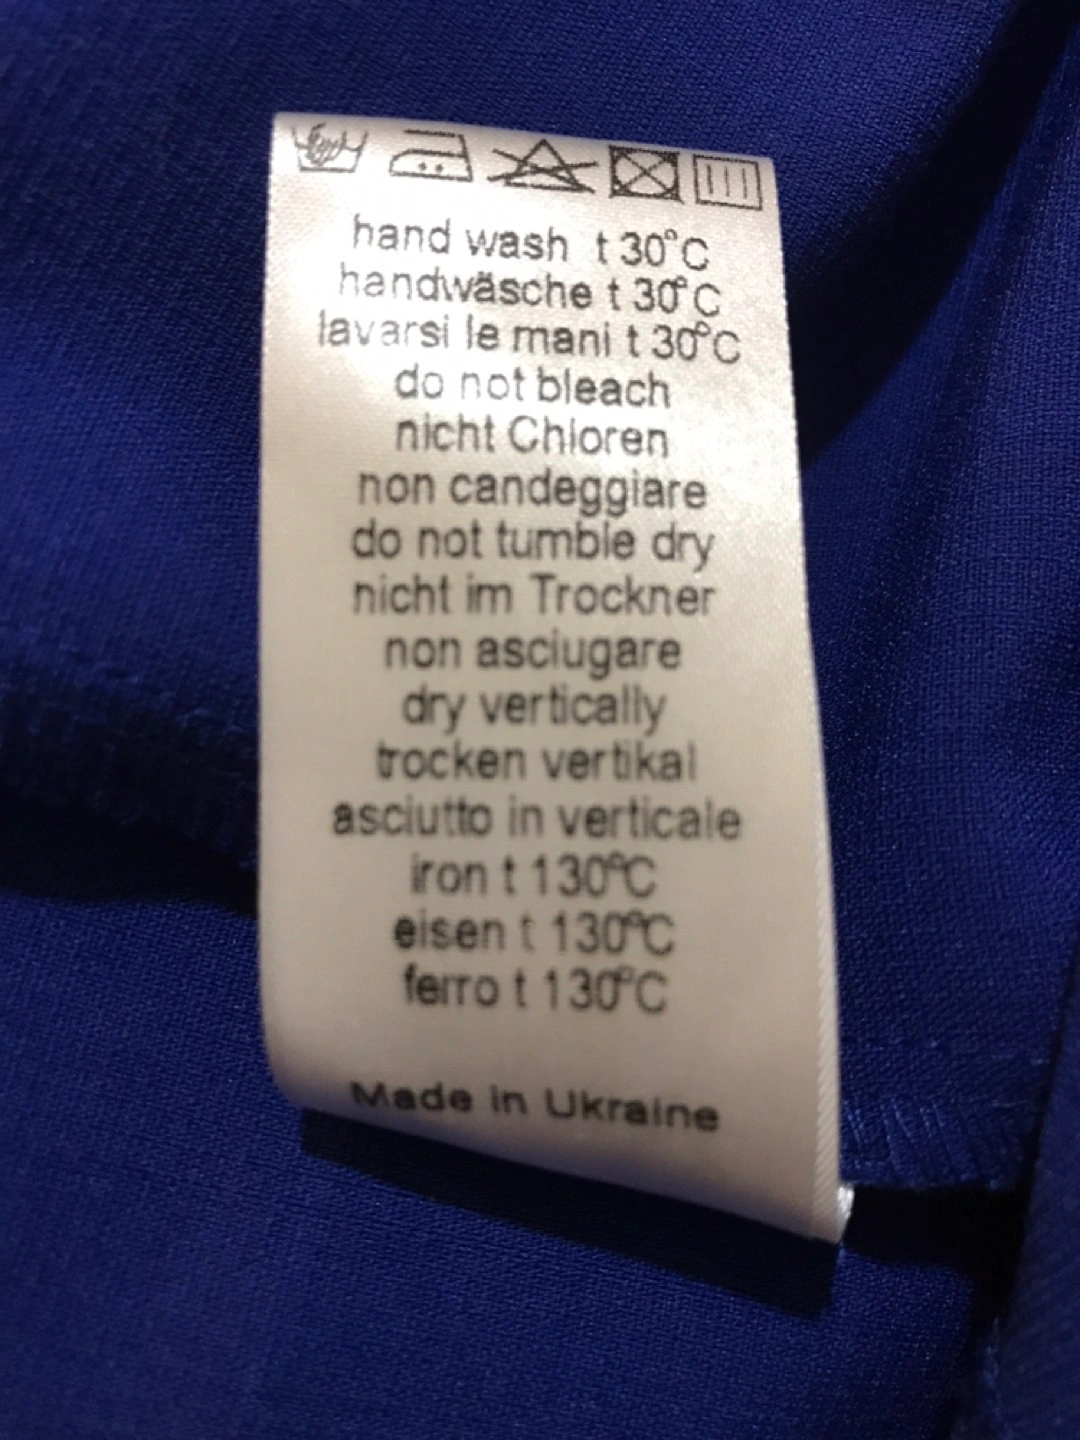 hand wash t 30°C
handwäsche t 30°C
lavarsi le mani t 30°C
do not bleach
nicht Chloren
non candeggiare
do not tumble dry
nicht im Trockner
non asciugare
dry vertically
trocken vertikal
asciutto in verticale
iron t 130°C
eisen t 130°C
ferro t 130°C
Made in Ukraine